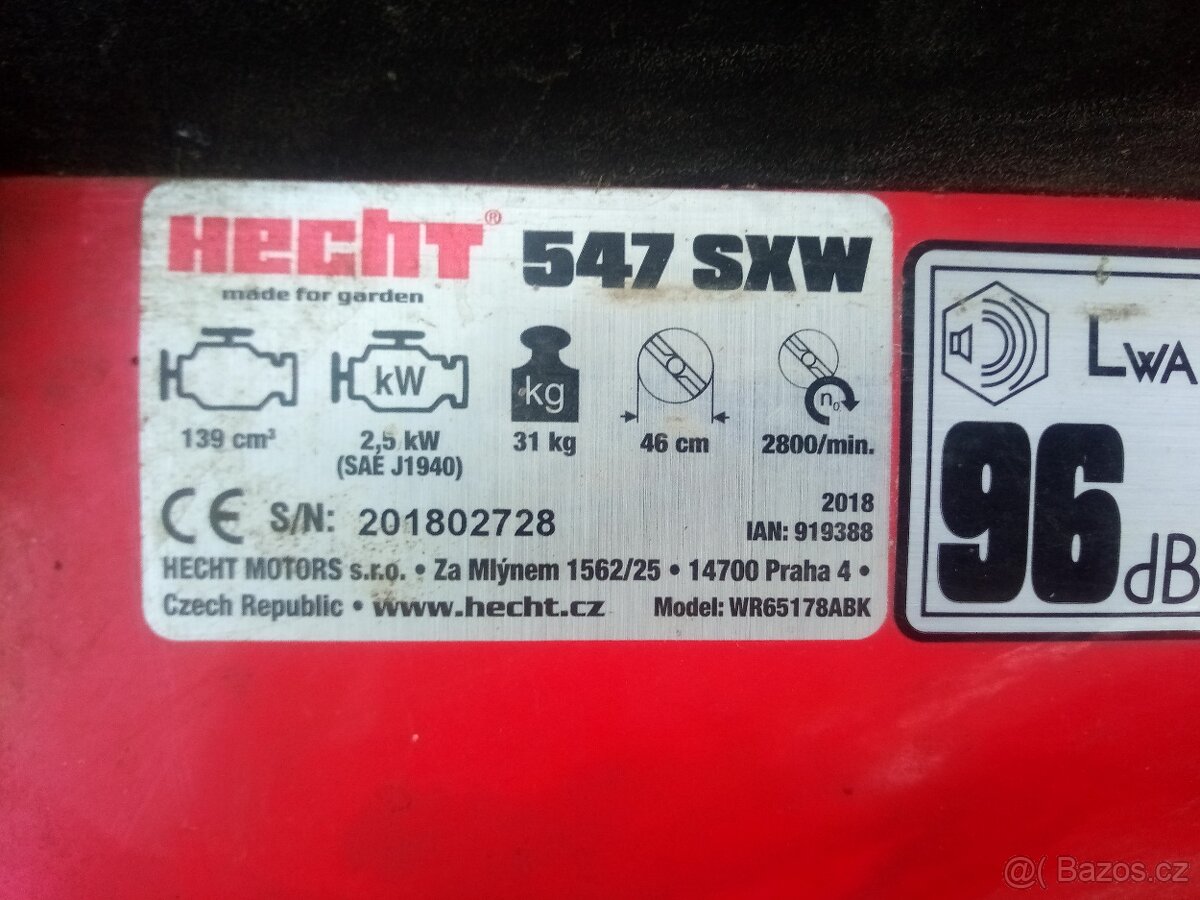 Hecht® 547 SXW
made for garden
kW
kg
n₀
139 cm³
2,5 kW
31 kg
46 cm
2800/min.
(SAE J1940)
2018
CE S/N: 201802728
IAN: 919388
HECHT MOTORS s.r.o. • Za Mlýnem 1562/25 • 14700 Praha 4 •
Czech Republic • www.hecht.cz Model: WR65178ABK
LWA
96 dB
@( Bazos.cz